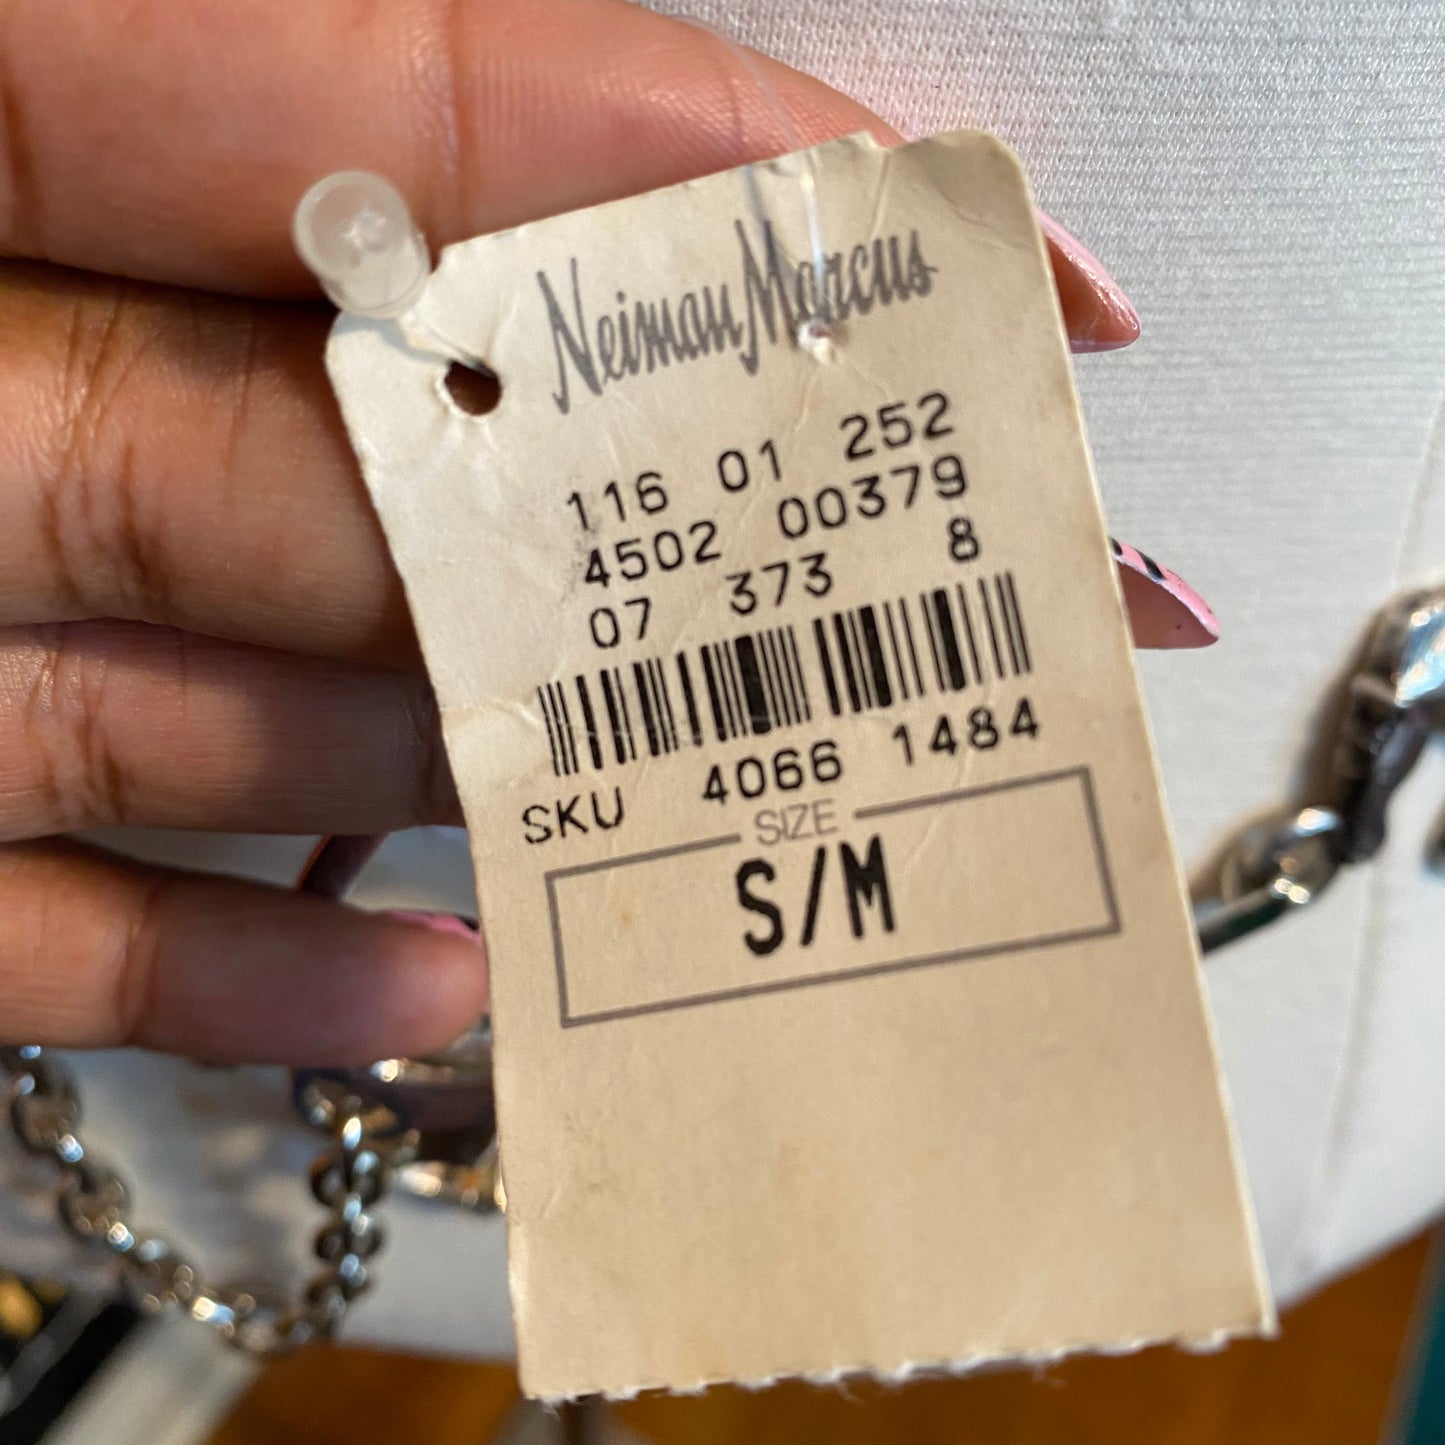 Neiman Marcus
116 01 252
4502 00379
07 373 8
SKU 4066 1484
SIZE
S/M